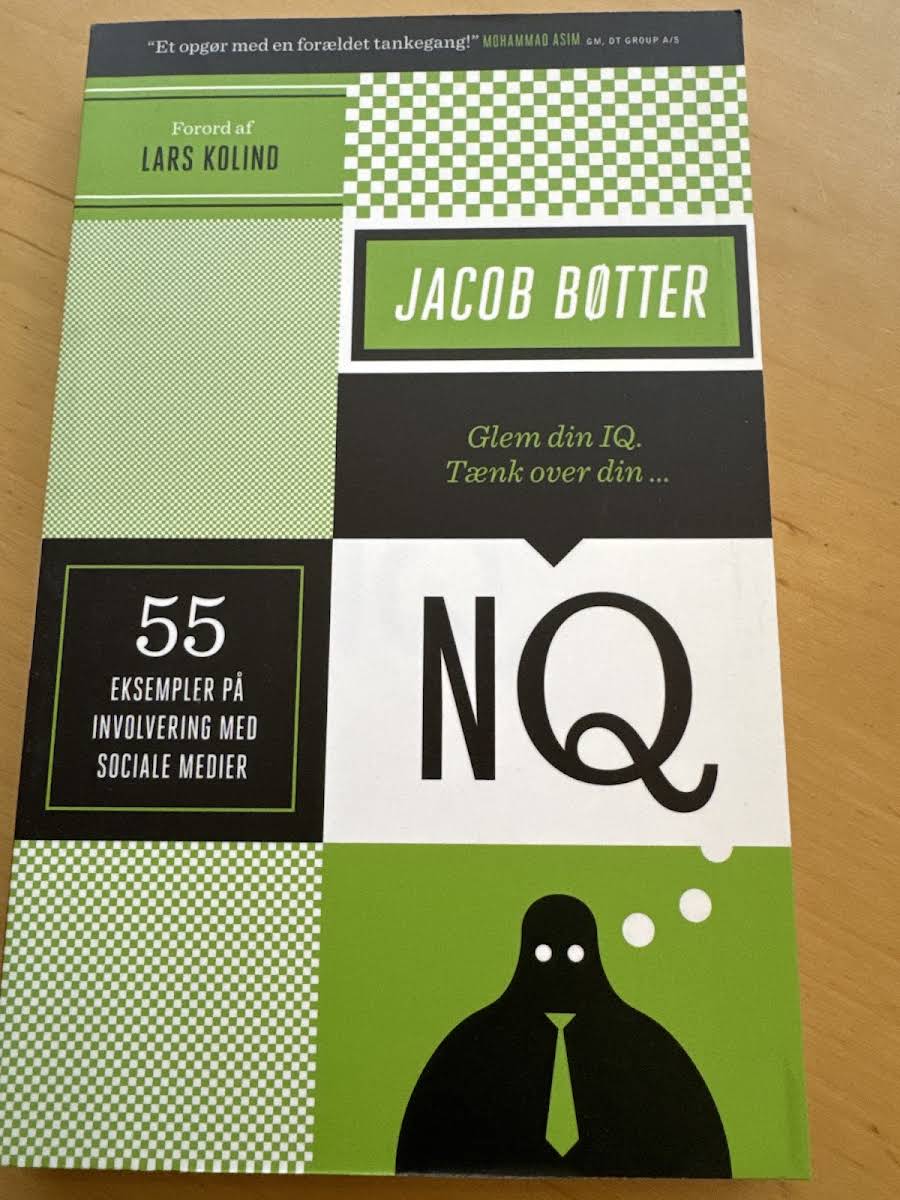 “Et opgør med en forældet tankegang!” MOHAMMAD ASIM GM, DT GROUP A/S
Forord af
LARS KOLIND
JACOB BØTTER
Glem din IQ.
Tænk over din ...
NQ
55
EKSEMPLER PÅ
INVOLVERING MED
SOCIALE MEDIER